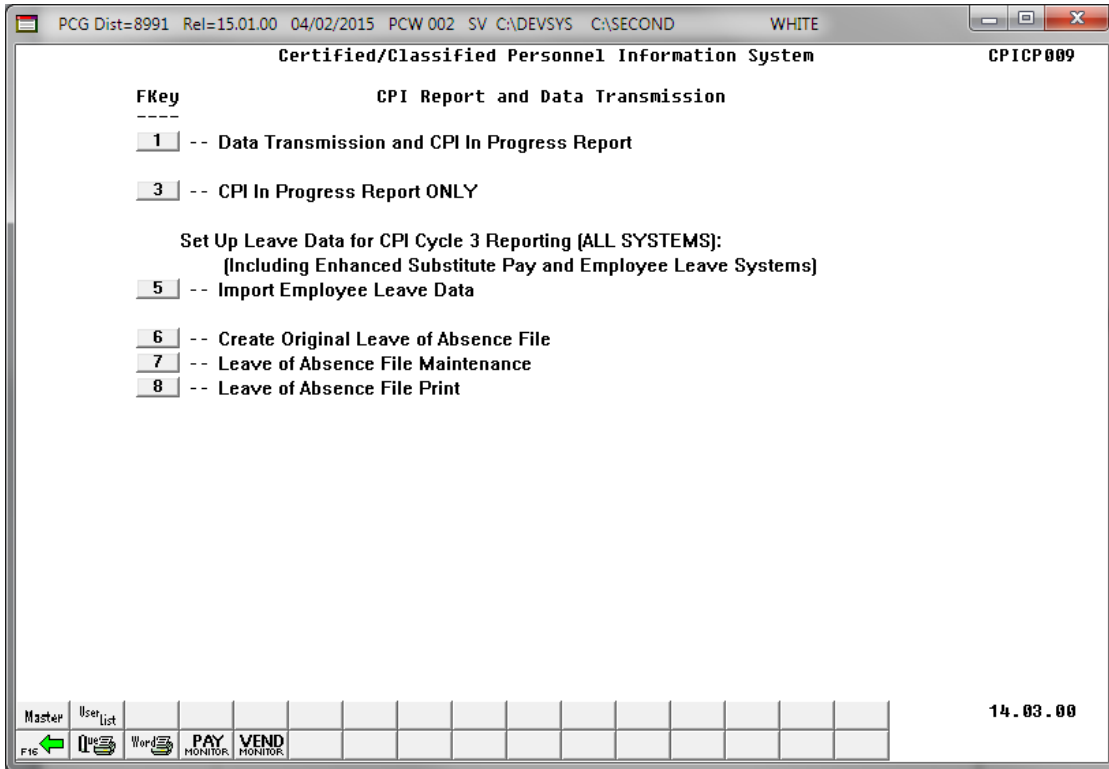 PCG Dist=8991 Rel=15.01.00 04/02/2015 PCW 002 SV C:\DEVSYS C:\SECOND WHITE
Certified/Classified Personnel Information System CPICP009
FKey CPI Report and Data Transmission
----
1 -- Data Transmission and CPI In Progress Report
3 -- CPI In Progress Report ONLY
Set Up Leave Data for CPI Cycle 3 Reporting (ALL SYSTEMS):
(Including Enhanced Substitute Pay and Employee Leave Systems)
5 -- Import Employee Leave Data
6 -- Create Original Leave of Absence File
7 -- Leave of Absence File Maintenance
8 -- Leave of Absence File Print
Master User List 14.03.00
F16 Que Word PAY MONITOR VEND MONITOR